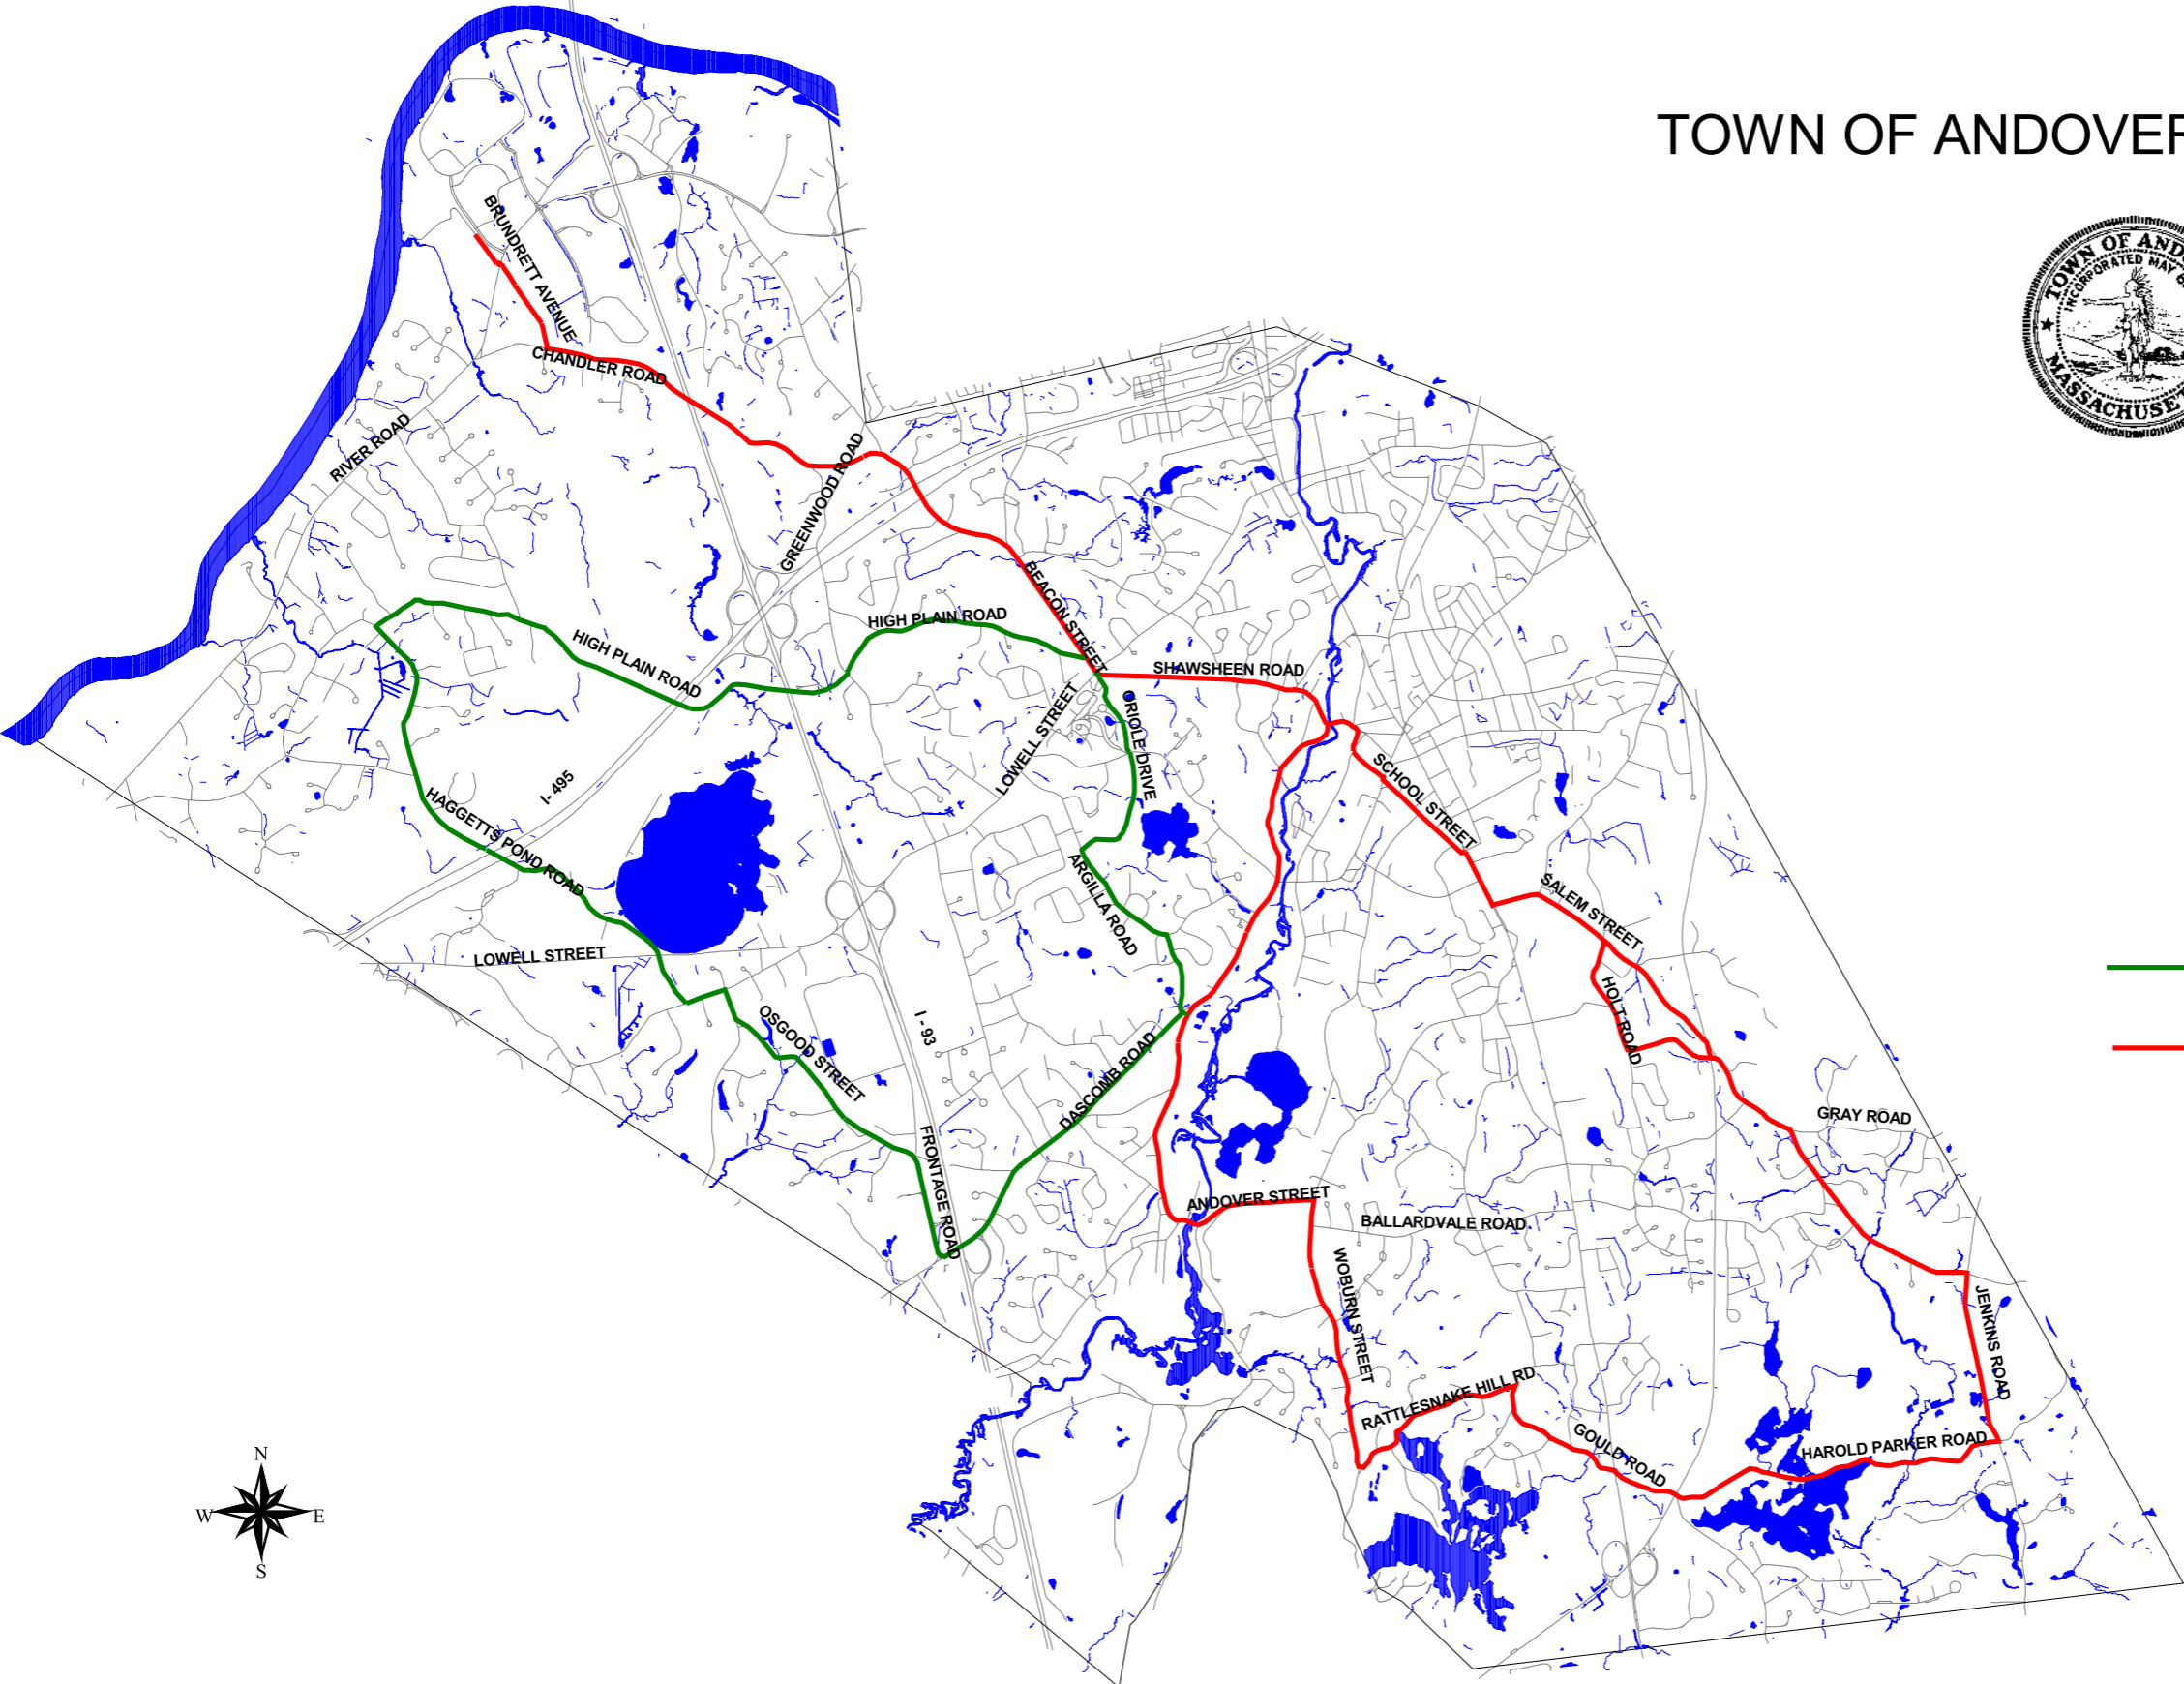 TOWN OF ANDOVER
TOWN OF AND
INCORPORATED MAY 6
MASSACHUSET
BRUNDRETT AVENUE
CHANDLER ROAD
RIVER ROAD
GREENWOOD ROAD
BEACON STREET
HIGH PLAIN ROAD
HIGH PLAIN ROAD
SHAWSHEEN ROAD
ORIOLE DRIVE
LOWELL STREET
I- 495
SCHOOL STREET
HAGGETTS POND ROAD
ARGILLA ROAD
SALEM STREET
LOWELL STREET
HOLT ROAD
OSGOOD STREET
I - 93
DASCOMB ROAD
GRAY ROAD
FRONTAGE ROAD
ANDOVER STREET
BALLARDVALE ROAD
WOBURN STREET
JENKINS ROAD
RATTLESNAKE HILL RD
GOULD ROAD
HAROLD PARKER ROAD
N
W
E
S